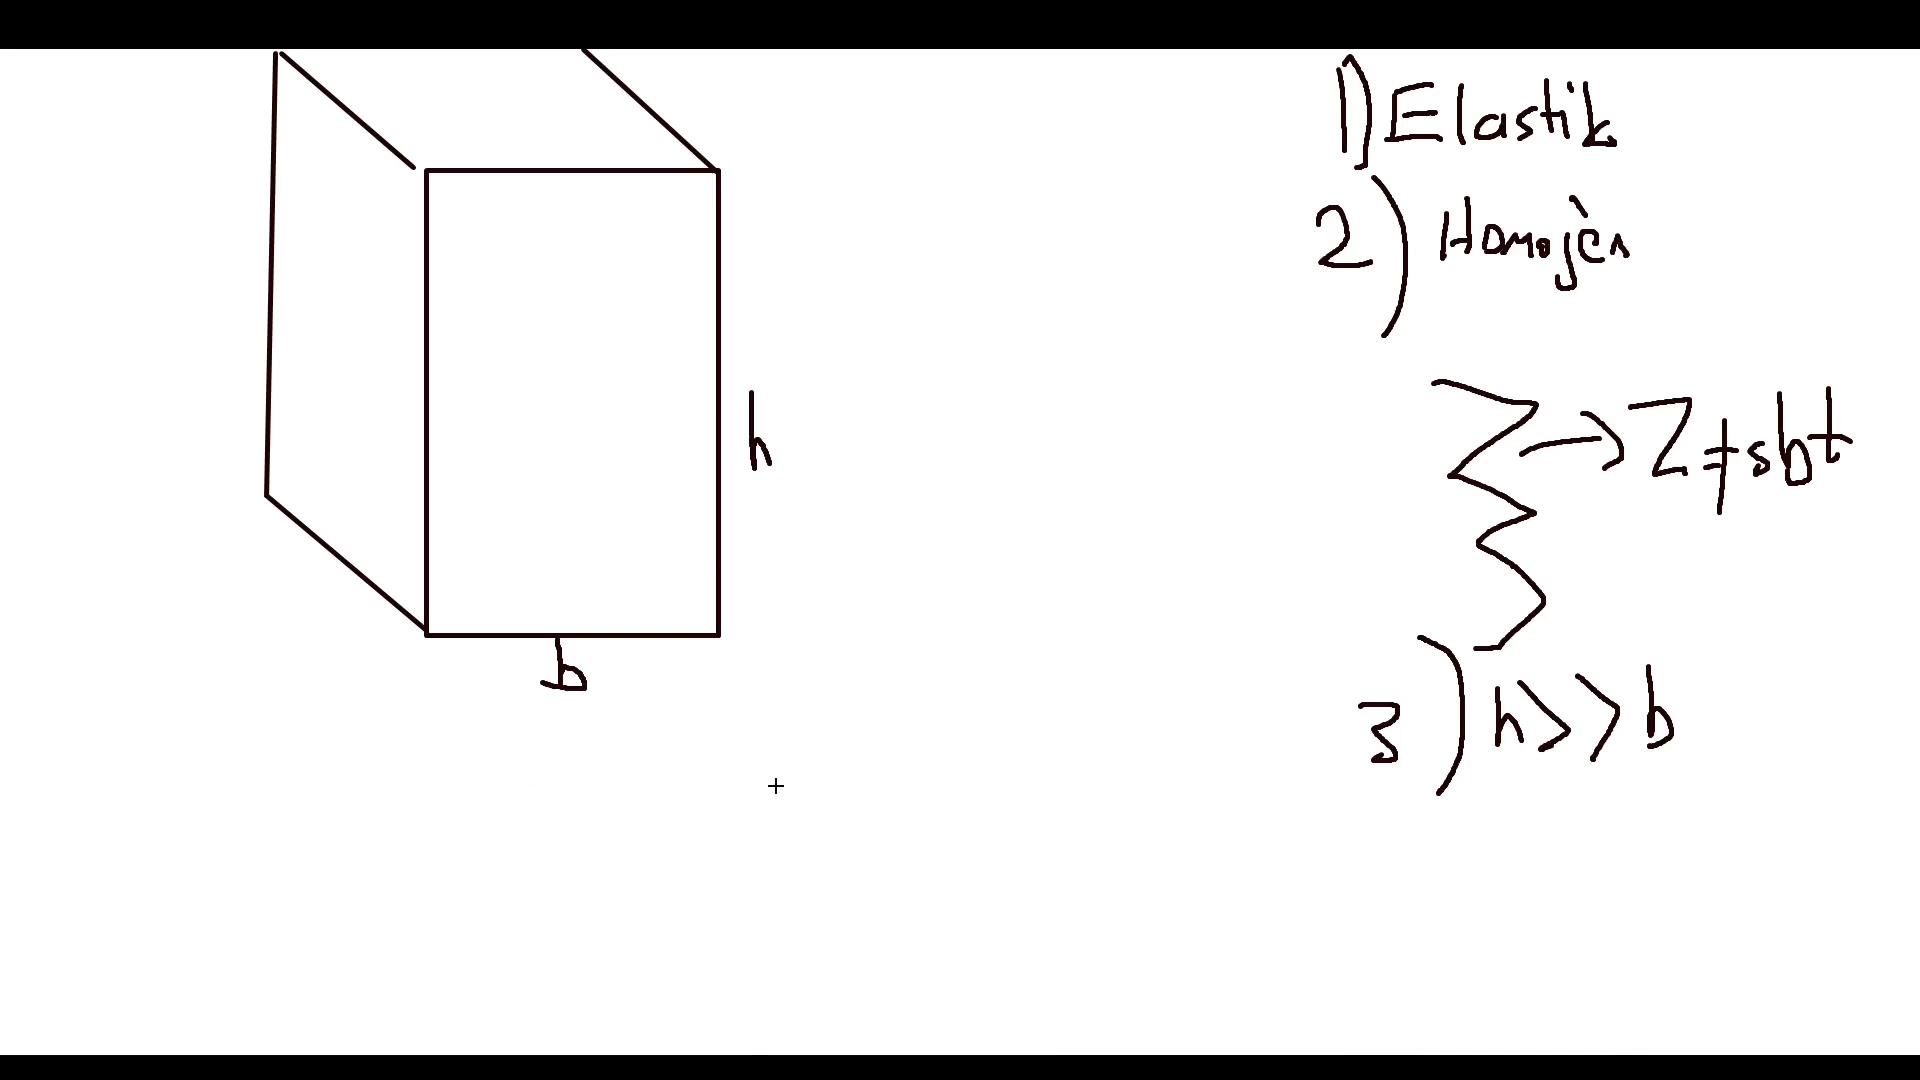 1) Elastik
2) Homojen
h
Z ≠ sbt
b
3) h >> b